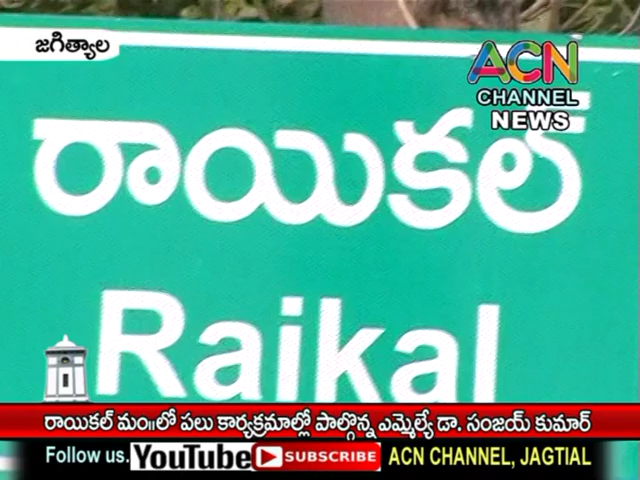 జగిత్యాల
ACN
CHANNEL
NEWS
రాయికల్
Raikal
రాయికల్ మం॥లో పలు కార్యక్రమాల్లో పాల్గొన్న ఎమ్మెల్యే డా. సంజయ్ కుమార్
Follow us. YouTube SUBSCRIBE ACN CHANNEL, JAGTIAL